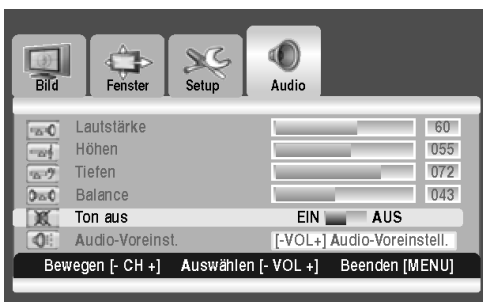 Bild Fenster Setup Audio
Lautstärke 60
Höhen 055
Tiefen 072
Balance 043
Ton aus EIN AUS
Audio-Voreinst. [-VOL+] Audio-Voreinstell.
Bewegen [- CH +] Auswählen [- VOL +] Beenden [MENU]